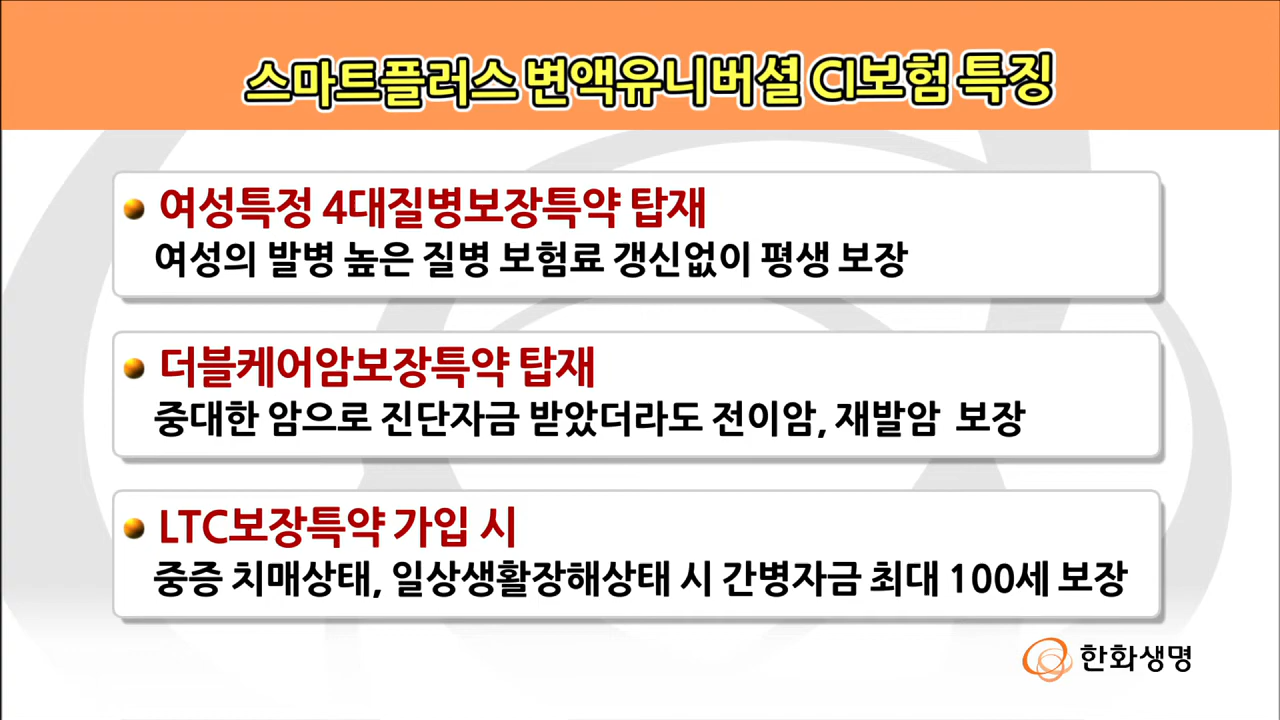 스마트플러스 변액유니버셜 CI보험 특징
여성특정 4대질병보장특약 탑재
여성의 발병 높은 질병 보험료 갱신없이 평생 보장
더블케어암보장특약 탑재
중대한 암으로 진단자금 받았더라도 전이암, 재발암 보장
LTC보장특약 가입 시
중증 치매상태, 일상생활장해상태 시 간병자금 최대 100세 보장
한화생명